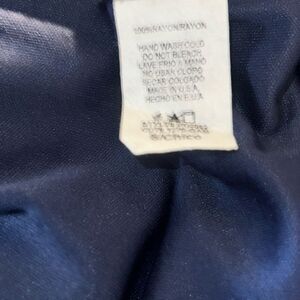 100%RAYON/RAYON
HAND WASH COLD
DO NOT BLEACH
LAVE FRIO A MANO
NO USAR CLORO
SECAR COLGADO
MADE IN U.S.A
HECHO EN E.U.A